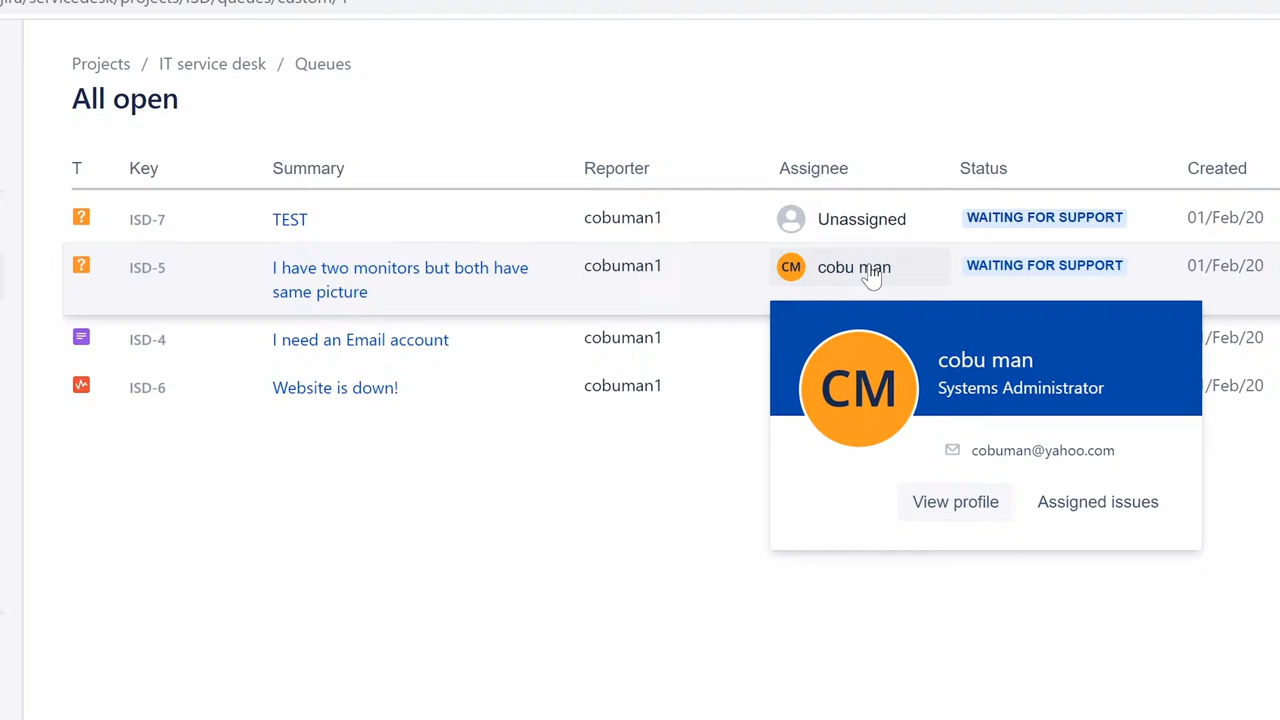 Projects / IT service desk / Queues
All open
T Key Summary Reporter Assignee Status Created
? ISD-7 TEST cobuman1 Unassigned WAITING FOR SUPPORT 01/Feb/20
? ISD-5 I have two monitors but both have cobuman1 CM cobu man WAITING FOR SUPPORT 01/Feb/20
same picture
ISD-4 I need an Email account cobuman1 /Feb/20
ISD-6 Website is down! cobuman1 /Feb/20
CM
cobu man
Systems Administrator
cobuman@yahoo.com
View profile Assigned issues